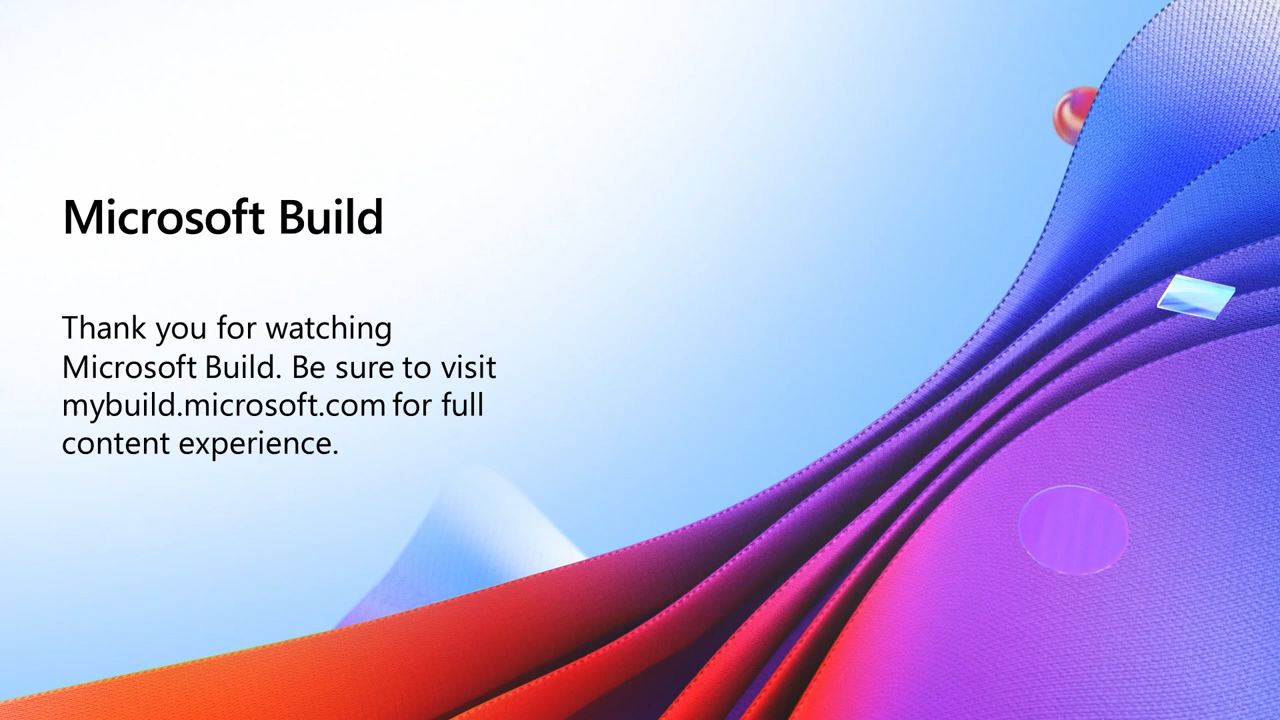 Microsoft Build
Thank you for watching
Microsoft Build. Be sure to visit
mybuild.microsoft.com for full
content experience.